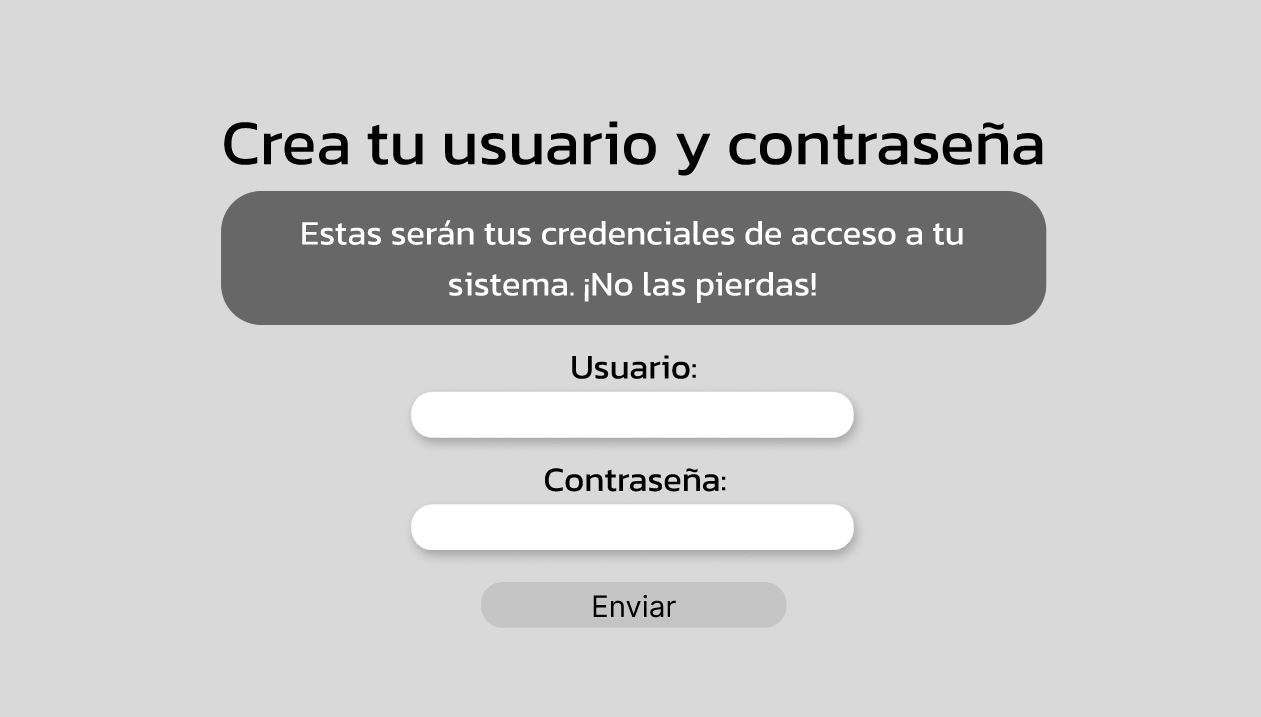 Crea tu usuario y contraseña
Estas serán tus credenciales de acceso a tu
sistema. ¡No las pierdas!
Usuario:
Contraseña:
Enviar